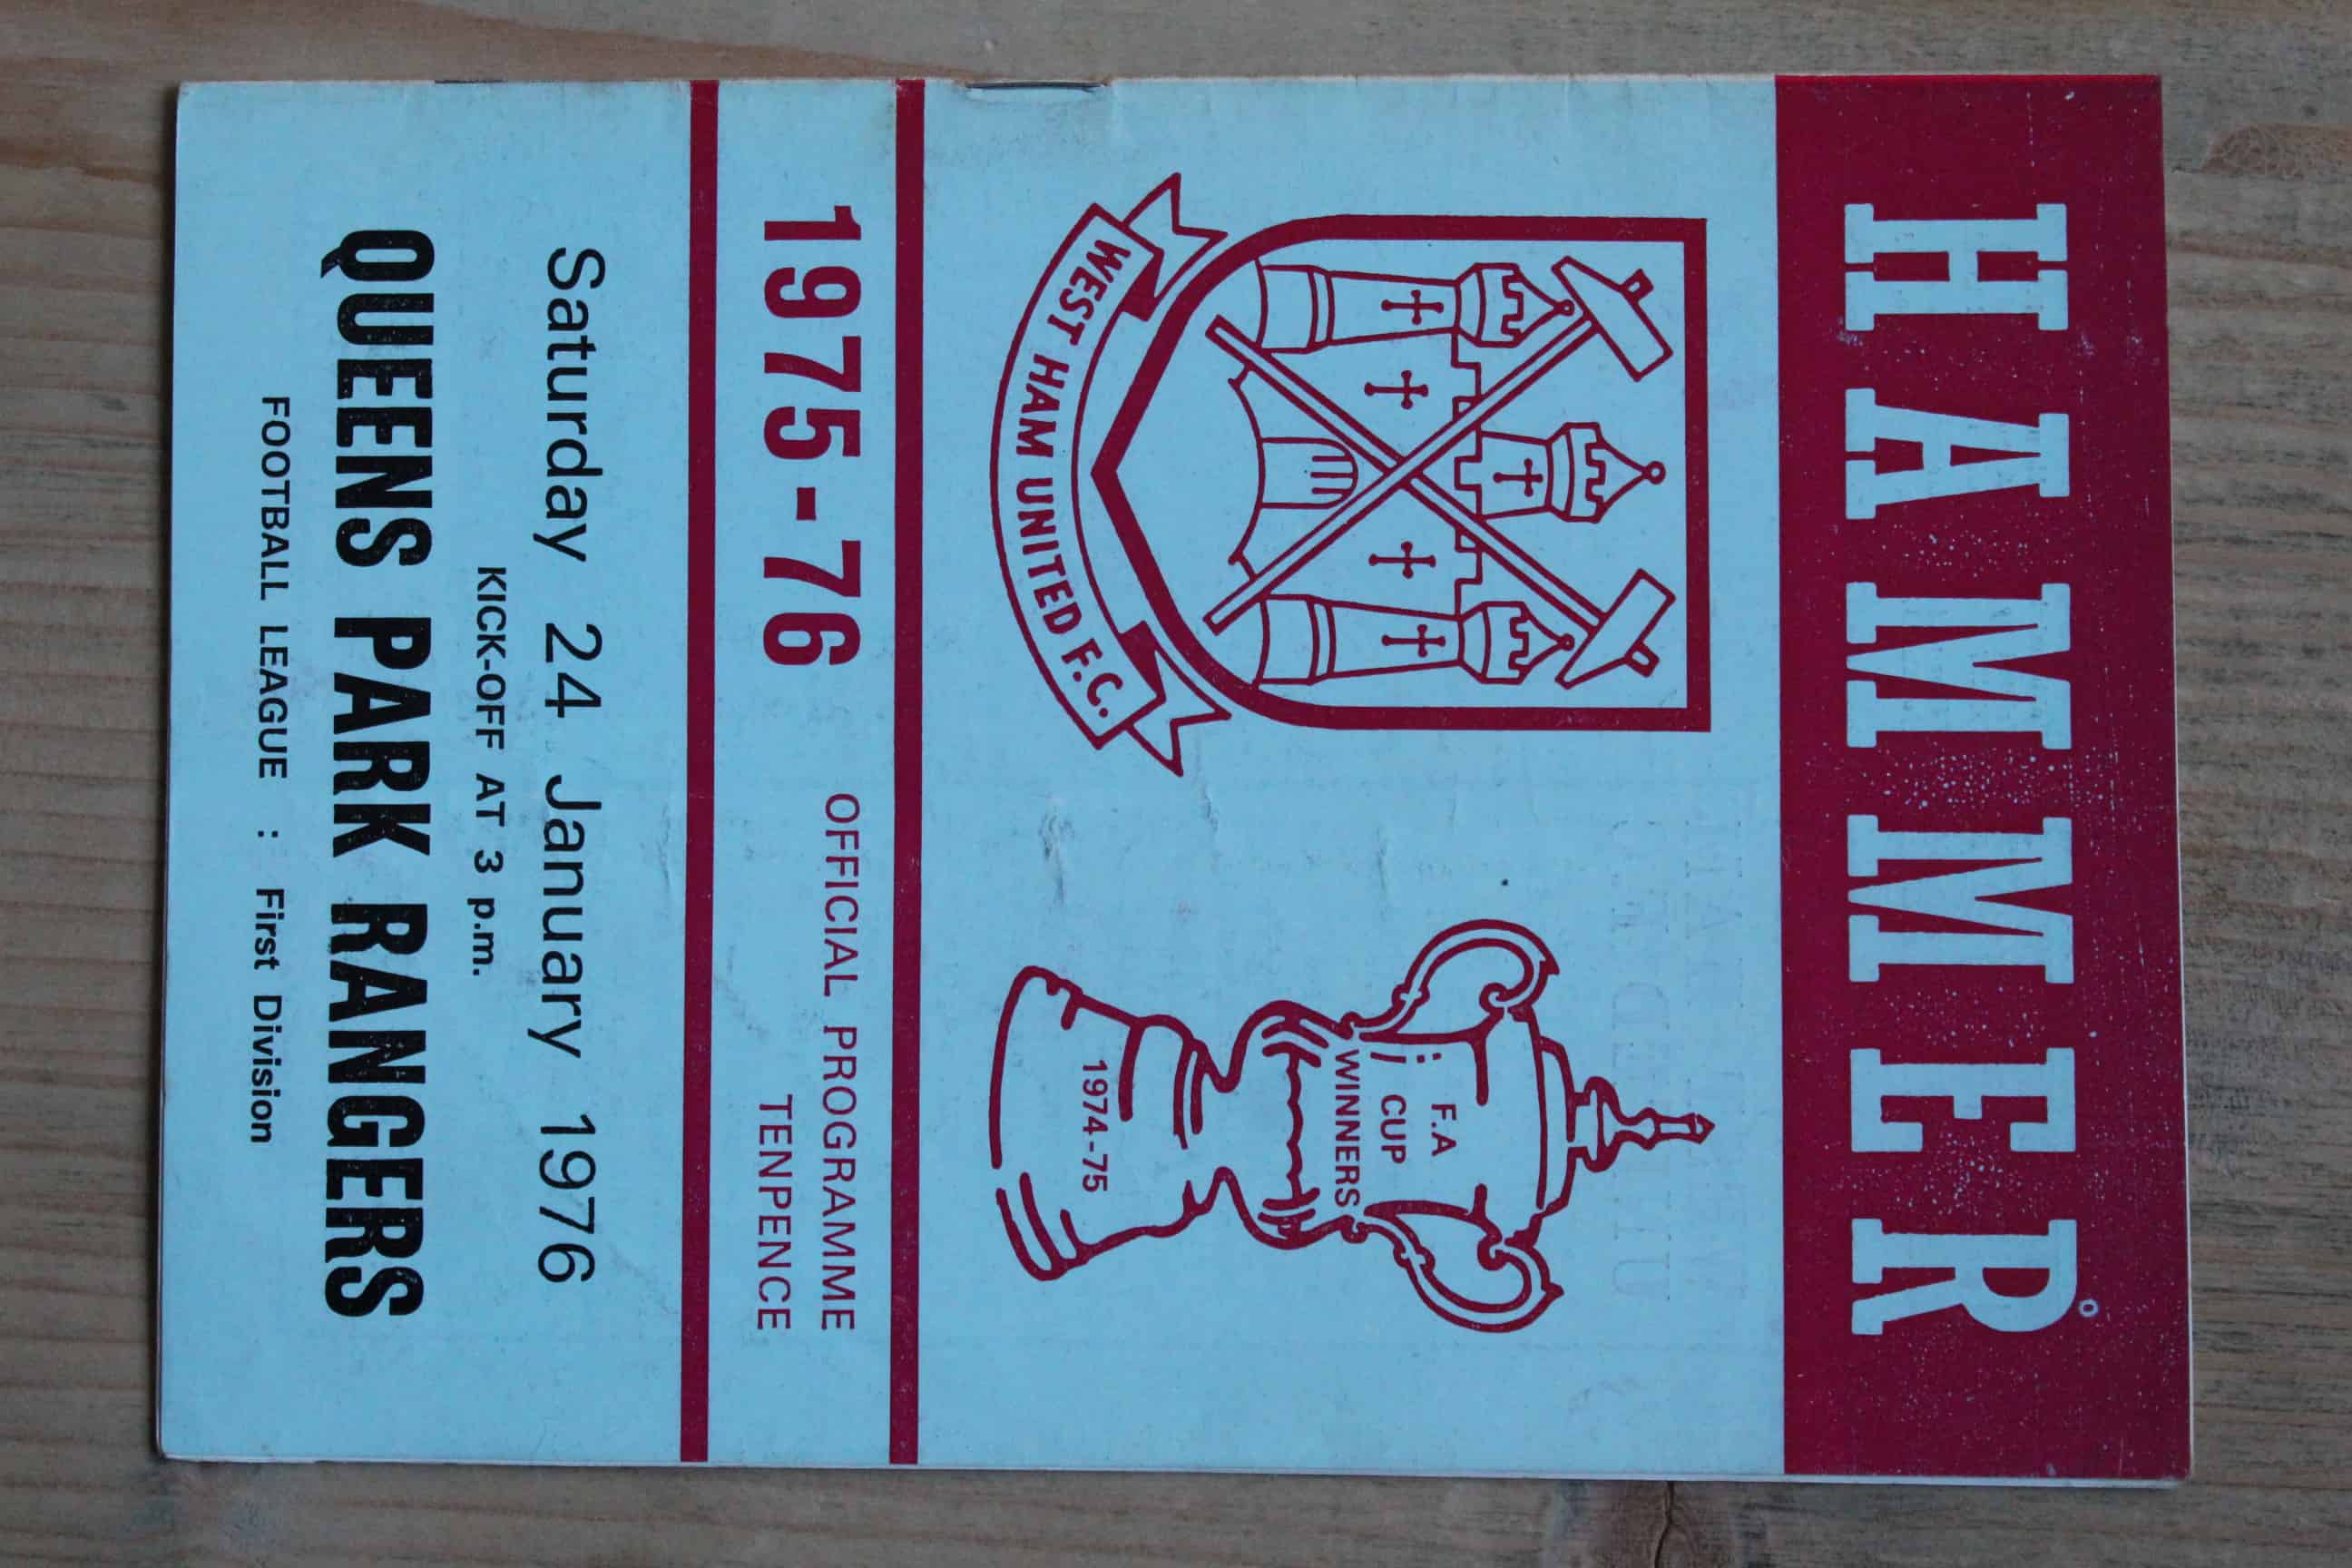 HAMMER
WEST HAM UNITED F.C.
F.A
CUP
WINNERS
1974-75
1975-76
OFFICIAL PROGRAMME
TENPENCE
Saturday 24 January 1976
KICK-OFF AT 3 p.m.
QUEENS PARK RANGERS
FOOTBALL LEAGUE : First Division